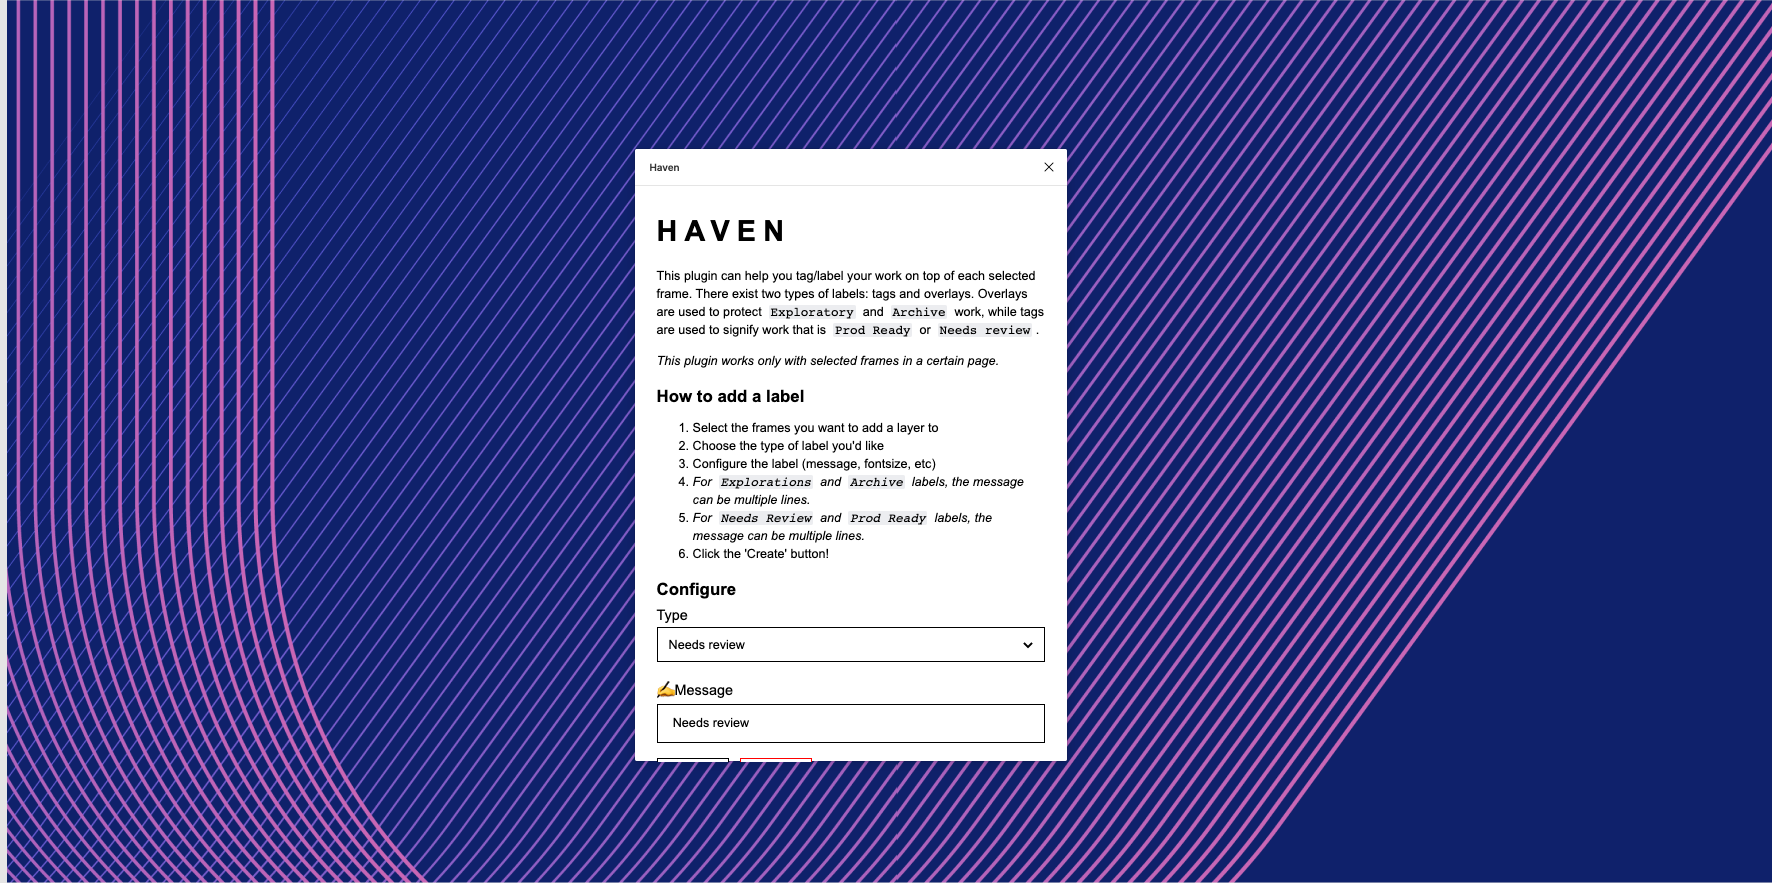 Haven
HAVEN
This plugin can help you tag/label your work on top of each selected
frame. There exist two types of labels: tags and overlays. Overlays
are used to protect Exploratory and Archive work, while tags
are used to signify work that is Prod Ready or Needs review .
This plugin works only with selected frames in a certain page.
How to add a label
1. Select the frames you want to add a layer to
2. Choose the type of label you'd like
3. Configure the label (message, fontsize, etc)
4. For Explorations and Archive labels, the message
can be multiple lines.
5. For Needs Review and Prod Ready labels, the
message can be multiple lines.
6. Click the 'Create' button!
Configure
Type
Needs review
✍️Message
Needs review